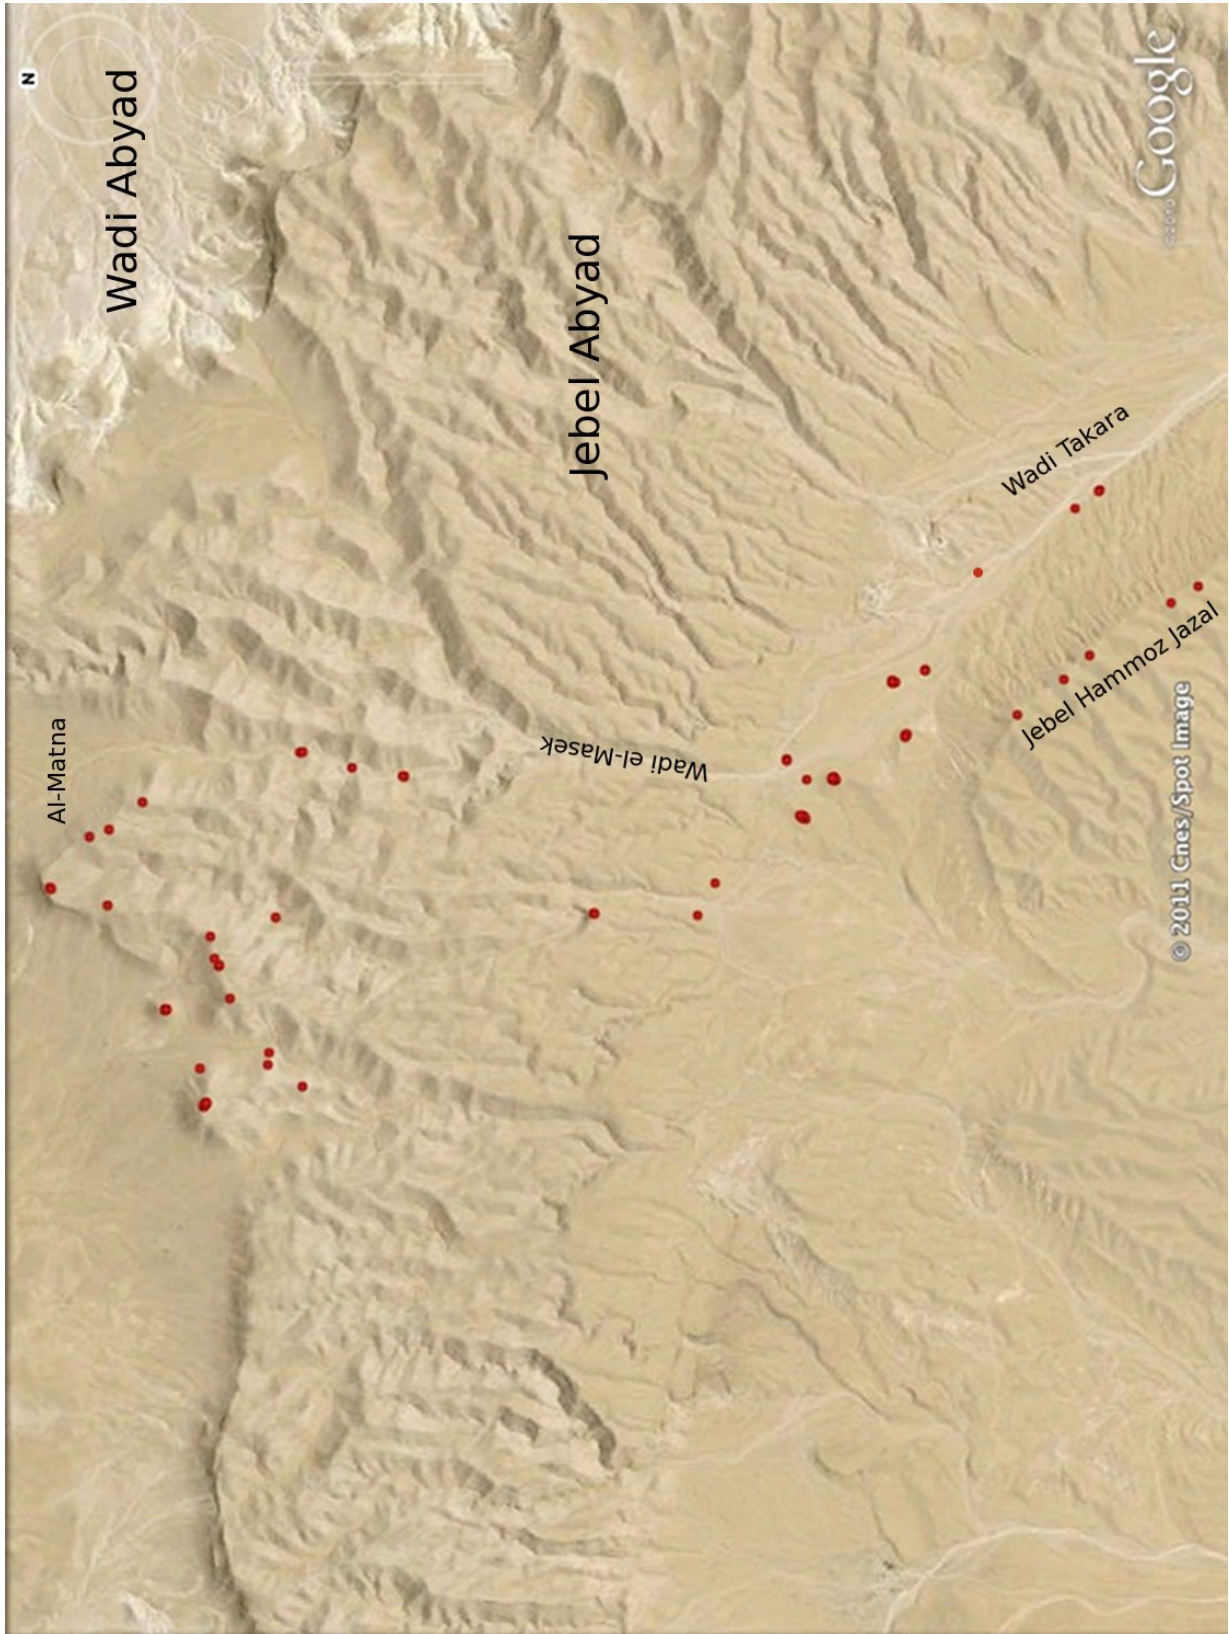 N
Wadi Abyad
Al-Matna
Jebel Abyad
Wadi el-Masek
Wadi Takara
Jebel Hammoz Jazal
©2010 Google
© 2011 Cnes/Spot Image